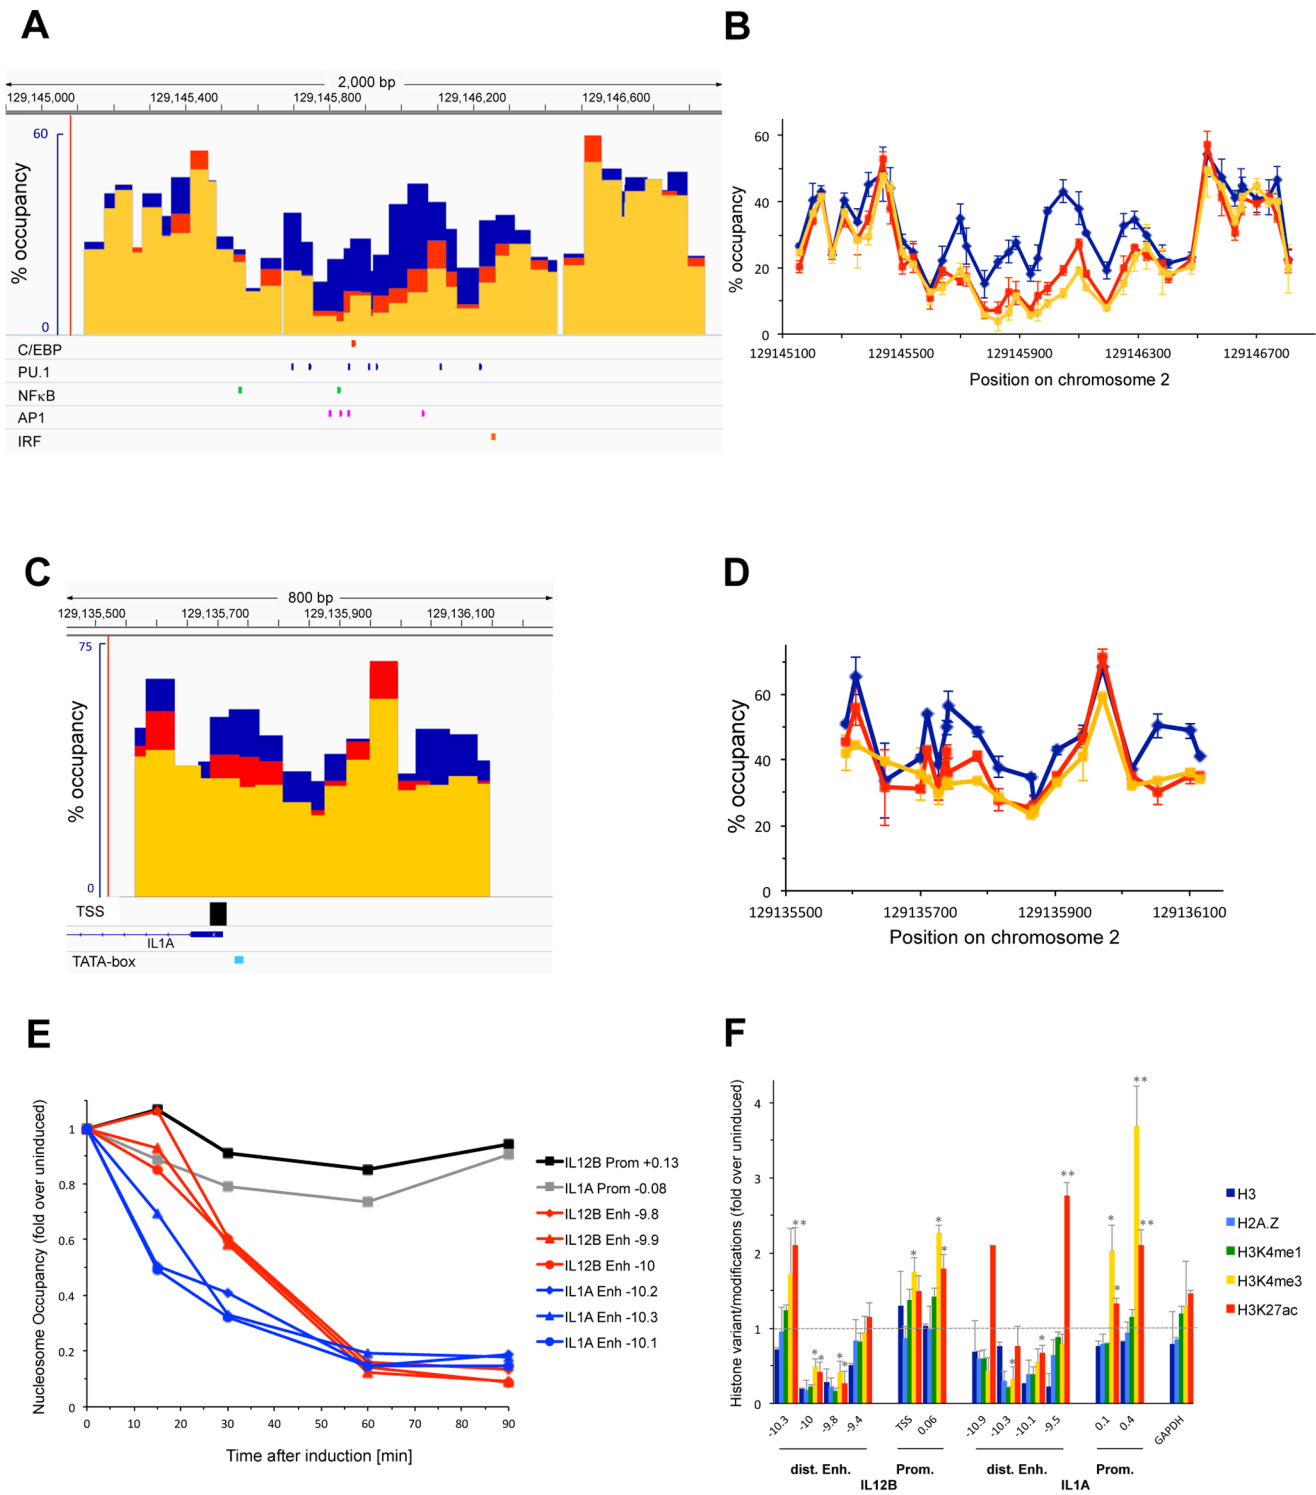 A
2,000 bp
129,145,000 129,145,400 129,145,800 129,146,200 129,146,600
60
% occupancy
0
C/EBP
PU.1
NFκB
AP1
IRF
B
60
40
20
0
% occupancy
129145100 129145500 129145900 129146300 129146700
Position on chromosome 2
C
800 bp
129,135,500 129,135,700 129,135,900 129,136,100
75
% occupancy
0
TSS
IL1A
TATA-box
D
60
40
20
0
% occupancy
129135500 129135700 129135900 129136100
Position on chromosome 2
E
Nucleosome Occupancy (fold over uninduced)
1
0.8
0.6
0.4
0.2
0
0 10 20 30 40 50 60 70 80 90
Time after induction [min]
IL12B Prom +0.13
IL1A Prom -0.08
IL12B Enh -9.8
IL12B Enh -9.9
IL12B Enh -10
IL1A Enh -10.2
IL1A Enh -10.3
IL1A Enh -10.1
F
Histone variant/modifications (fold over uninduced)
4
3
2
1
0
** * * * * * * * * ** * * ** **
-10.3 -10 -9.8 -9.4 TSS 0.06 -10.9 -10.3 -10.1 -9.5 0.1 0.4 GAPDH
dist. Enh. Prom. dist. Enh. Prom.
IL12B IL1A
H3
H2A.Z
H3K4me1
H3K4me3
H3K27ac